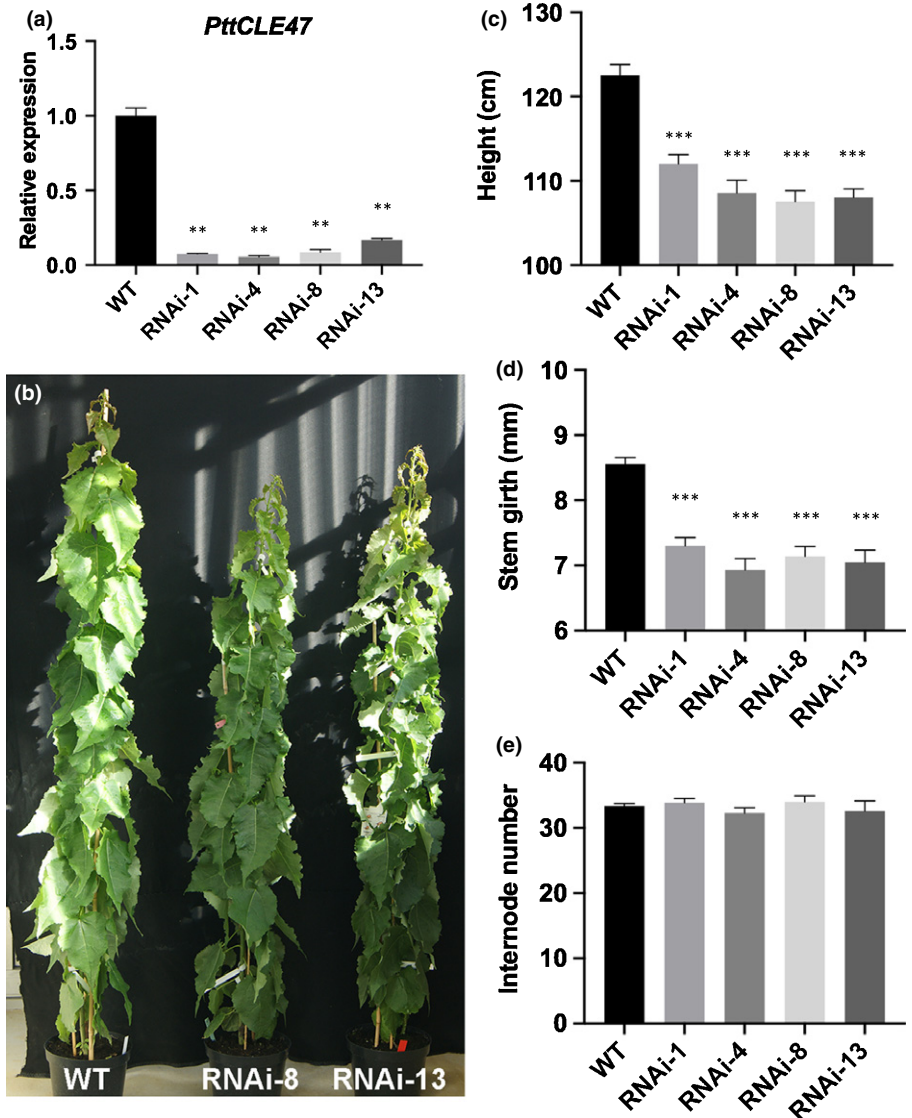 (a)
PttCLE47
Relative expression
1.5
1.0
0.5
0.0
**
**
**
**
WT
RNAi-1
RNAi-4
RNAi-8
RNAi-13
(b)
WT
RNAi-8
RNAi-13
(c)
Height (cm)
130
120
110
100
***
***
***
***
WT
RNAi-1
RNAi-4
RNAi-8
RNAi-13
(d)
Stem girth (mm)
10
9
8
7
6
***
***
***
***
WT
RNAi-1
RNAi-4
RNAi-8
RNAi-13
(e)
Internode number
40
30
20
10
0
WT
RNAi-1
RNAi-4
RNAi-8
RNAi-13